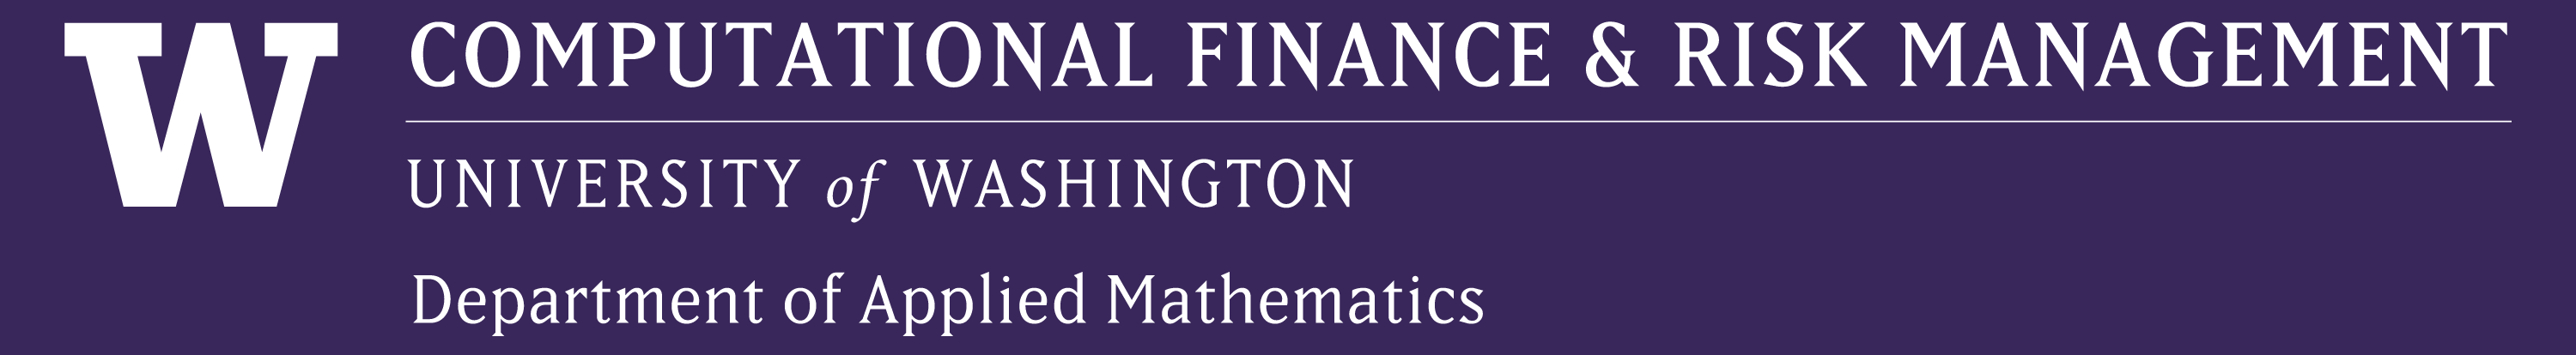 W
COMPUTATIONAL FINANCE & RISK MANAGEMENT
UNIVERSITY of WASHINGTON
Department of Applied Mathematics